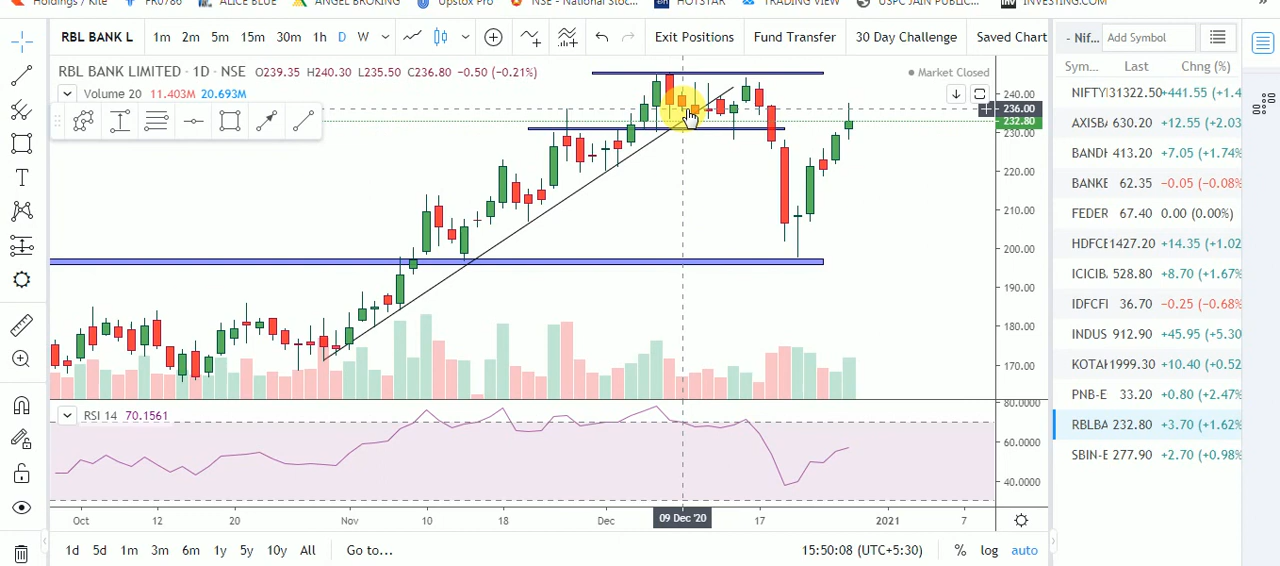 Holdings / Kite FR0786 ALICE BLUE ANGEL BROKING Upstox Pro NSE - National Stoc... HOTSTAR TRADING VIEW USPC JAIN PUBLIC... INVESTING.COM
RBL BANK L 1m 2m 5m 15m 30m 1h D W Exit Positions Fund Transfer 30 Day Challenge Saved Chart
- Nif... Add Symbol
RBL BANK LIMITED · 1D · NSE O239.35 H240.30 L235.50 C236.80 -0.50 (-0.21%)
Market Closed
Volume 20 11.403M 20.693M
240.00
236.00
232.80
230.00
220.00
210.00
200.00
190.00
180.00
170.00
RSI 14 70.1561
80.0000
60.0000
40.0000
Oct 12 20 Nov 10 18 Dec 09 Dec '20 17 2021 7
1d 5d 1m 3m 6m 1y 5y 10y All Go to... 15:50:08 (UTC+5:30) % log auto
Sym... Last Chng (%)
NIFTY 31322.50 +441.55 (+1.4
AXISB 630.20 +12.55 (+2.03
BANDH 413.20 +7.05 (+1.74%
BANKE 62.35 -0.05 (-0.08%
FEDER 67.40 0.00 (0.00%)
HDFCE 1427.20 +14.35 (+1.02
ICICIB 528.80 +8.70 (+1.67%
IDFCFI 36.70 -0.25 (-0.68%
INDUS 912.90 +45.95 (+5.30
KOTAK 1999.30 +10.40 (+0.52
PNB-E 33.20 +0.80 (+2.47%
RBLBA 232.80 +3.70 (+1.62%
SBIN-E 277.90 +2.70 (+0.98%